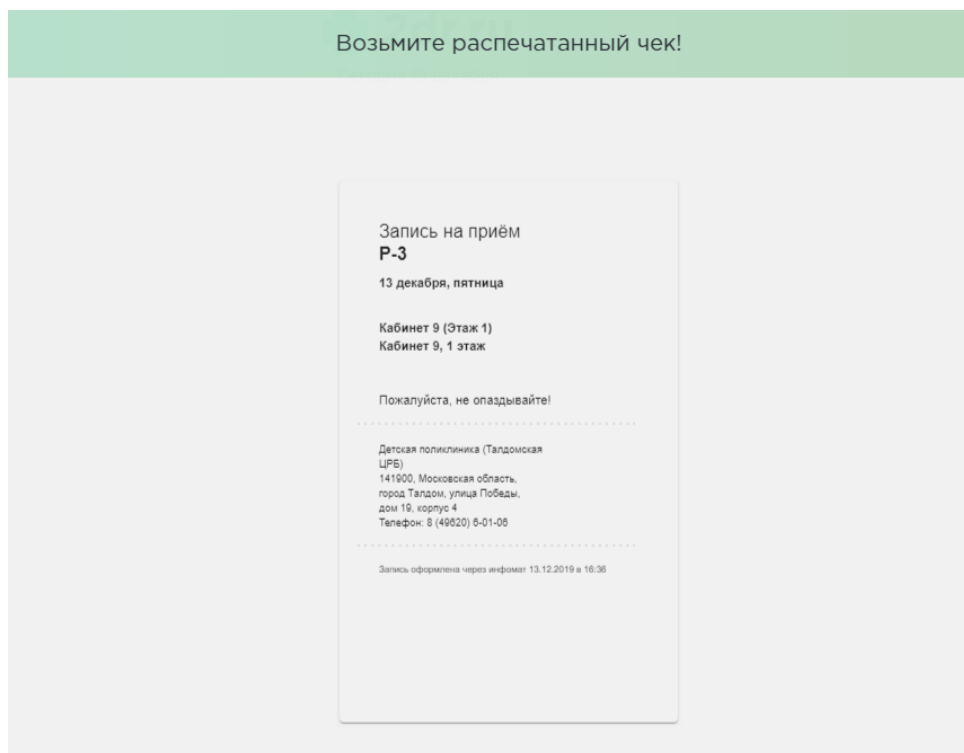 Возьмите распечатанный чек!
Запись на приём
Р-3
13 декабря, пятница
Кабинет 9 (Этаж 1)
Кабинет 9, 1 этаж
Пожалуйста, не опаздывайте!
Детская поликлиника (Талдомская
ЦРБ)
141900, Московская область,
город Талдом, улица Победы,
дом 19, корпус 4
Телефон: 8 (49620) 6-01-06
Запись оформлена через инфомат 13.12.2019 в 16:36